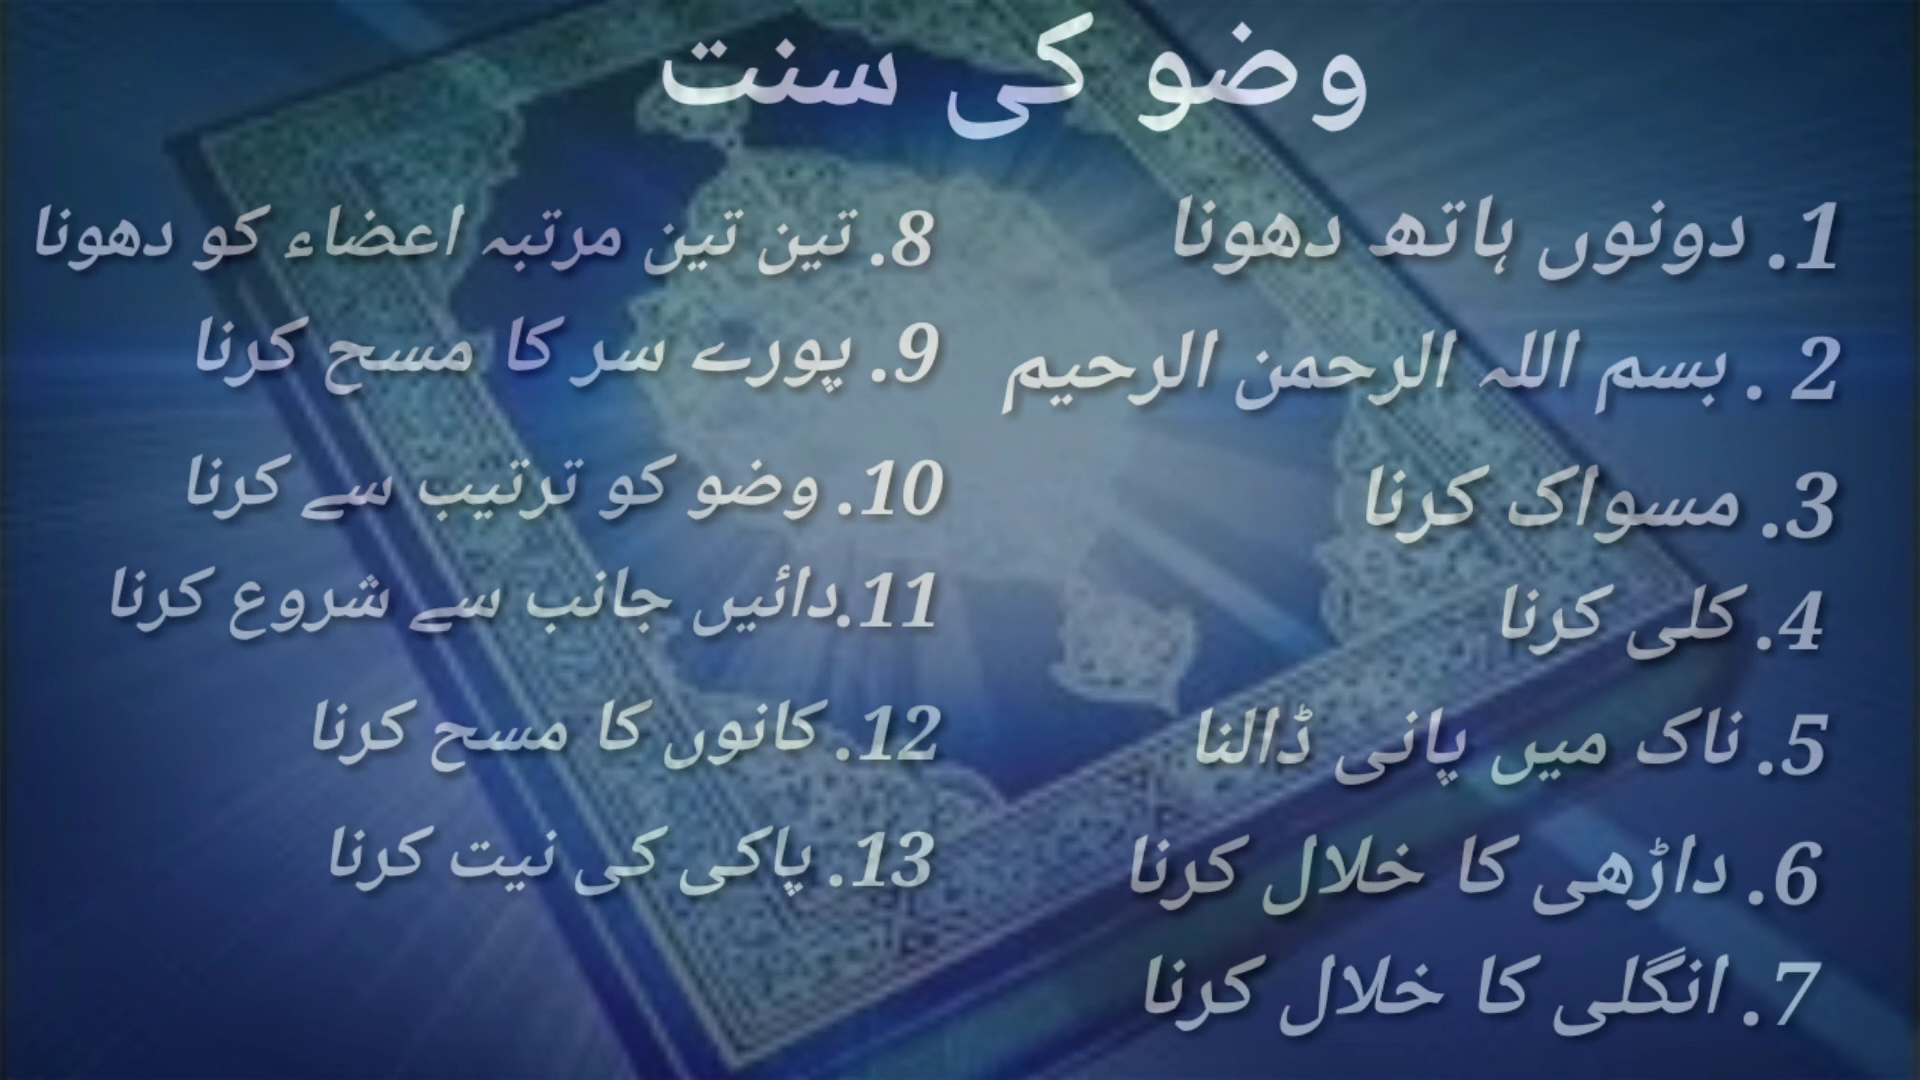 وضو کی سنت
1. دونوں ہاتھ دھونا
2 . بسم اللہ الرحمن الرحیم
3. مسواک کرنا
4. کلی کرنا
5. ناک میں پانی ڈالنا
6. داڑھی کا خلال کرنا
7. انگلی کا خلال کرنا
8. تین تین مرتبہ اعضاء کو دھونا
9. پورے سر کا مسح کرنا
10. وضو کو ترتیب سے کرنا
11.دائیں جانب سے شروع کرنا
12. کانوں کا مسح کرنا
13. پاکی کی نیت کرنا